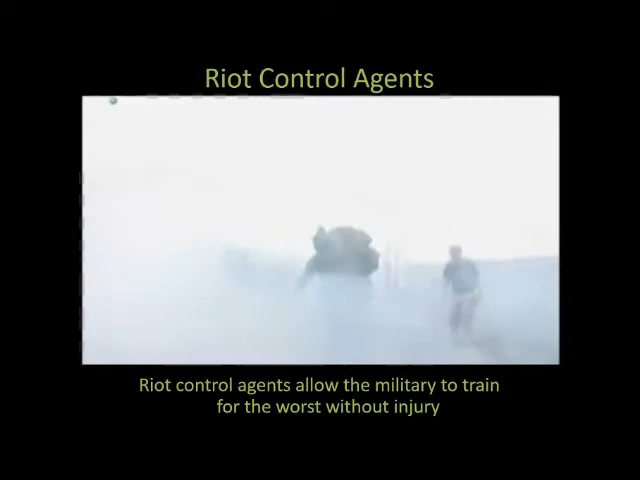 Riot Control Agents
Riot control agents allow the military to train
for the worst without injury